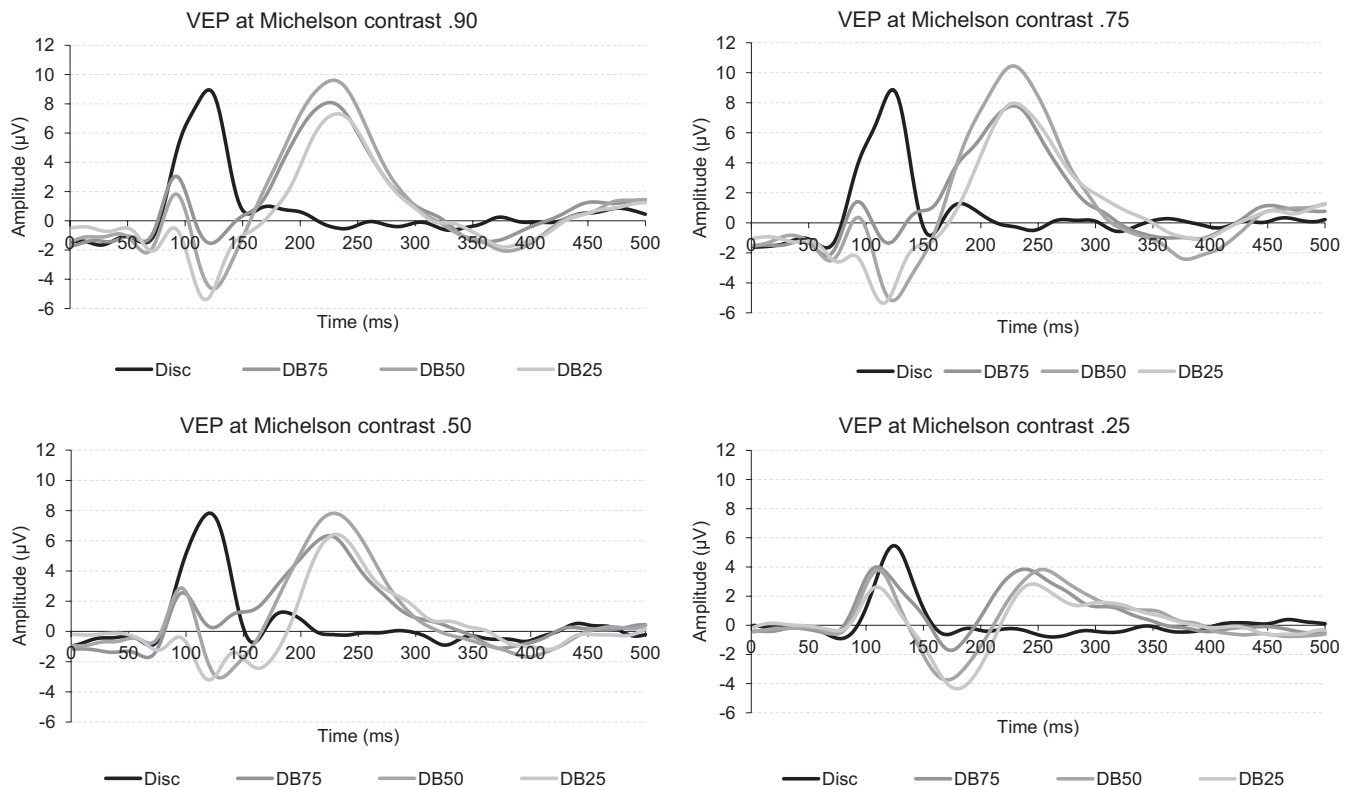 VEP at Michelson contrast .90
12
10
8
6
4
2
0
-2
-4
-6
Amplitude (µV)
0 50 100 150 200 250 300 350 400 450 500
Time (ms)
Disc DB75 DB50 DB25
VEP at Michelson contrast .75
12
10
8
6
4
2
0
-2
-4
-6
Amplitude (µV)
0 50 100 150 200 250 300 350 400 450 500
Time (ms)
Disc DB75 DB50 DB25
VEP at Michelson contrast .50
12
10
8
6
4
2
0
-2
-4
-6
Amplitude (µV)
0 50 100 150 200 250 300 350 400 450 500
Time (ms)
Disc DB75 DB50 DB25
VEP at Michelson contrast .25
12
10
8
6
4
2
0
-2
-4
-6
Amplitude (µV)
0 50 100 150 200 250 300 350 400 450 500
Time (ms)
Disc DB75 DB50 DB25